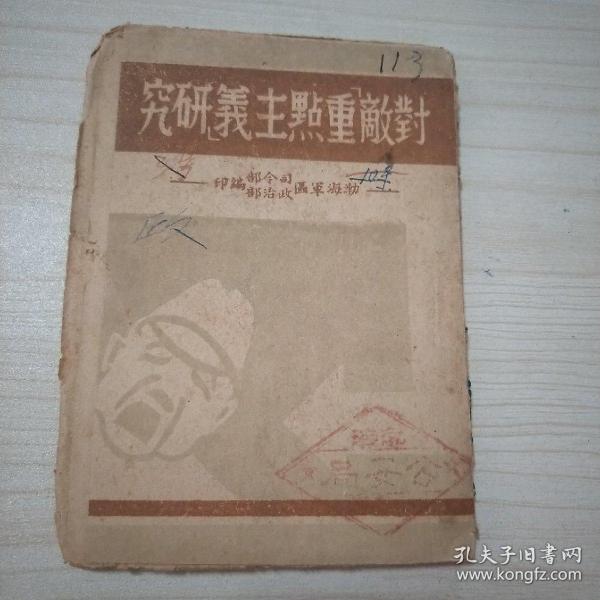 113
對敵「重點主義」研究
渤海軍區司令部政治部編印
孔夫子旧书网
www.kongfz.com